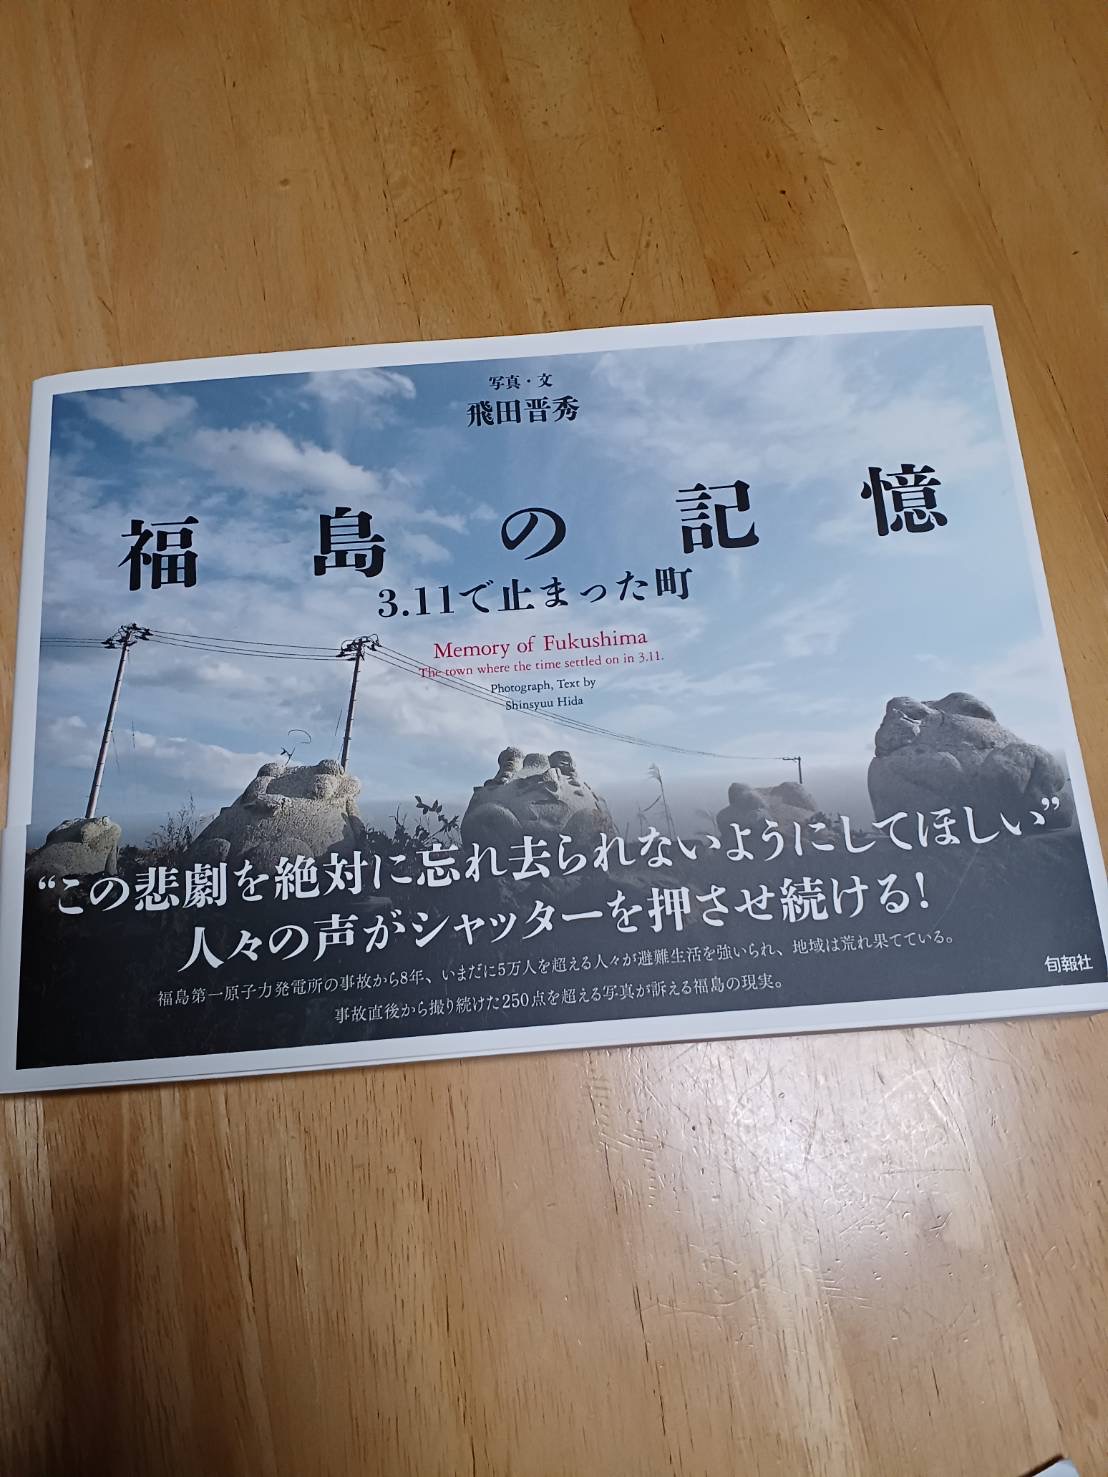 写真・文
飛田晋秀
福島の記憶
3.11で止まった町
Memory of Fukushima
The town where the time settled on in 3.11.
Photograph, Text by
Shinsyuu Hida
“この悲劇を絶対に忘れ去られないようにしてほしい”
人々の声がシャッターを押させ続ける!
福島第一原子力発電所の事故から8年、いまだに5万人を超える人々が避難生活を強いられ、地域は荒れ果てている。
事故直後から撮り続けた250点を超える写真が訴える福島の現実。
旬報社